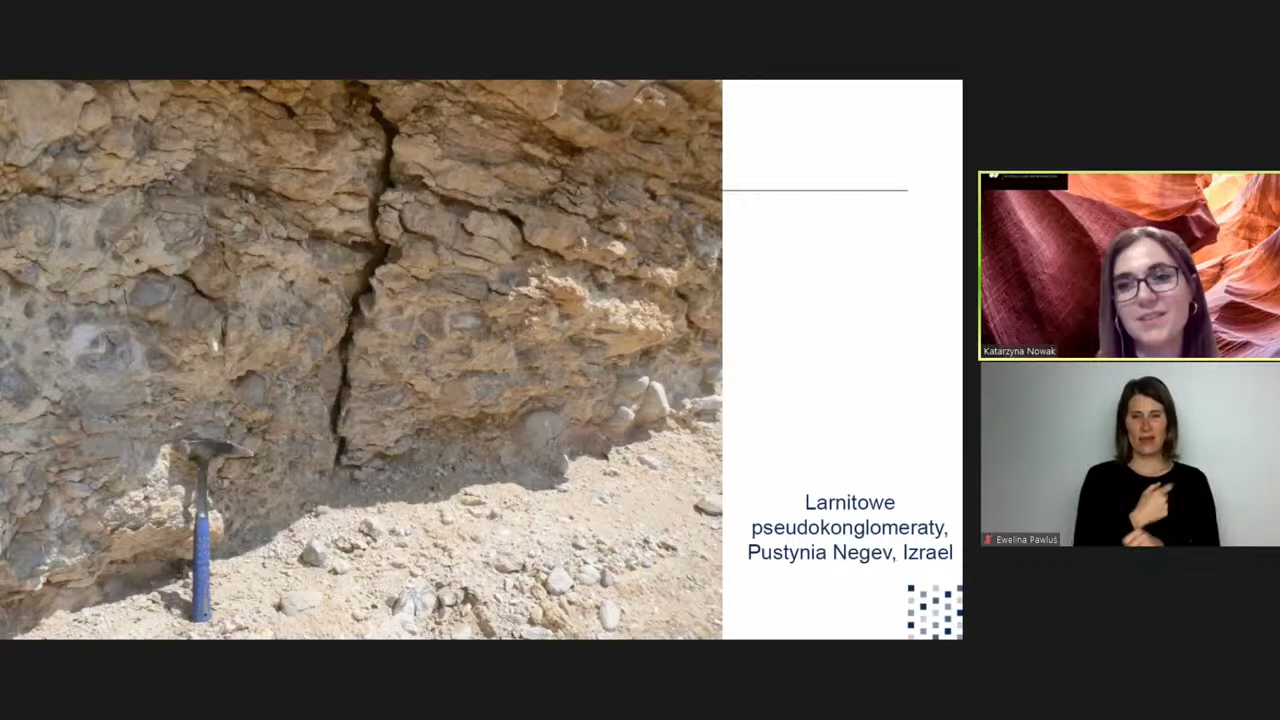 Larnitowe
pseudokonglomeraty,
Pustynia Negev, Izrael
Katarzyna Nowak
Ewelina Pawluś